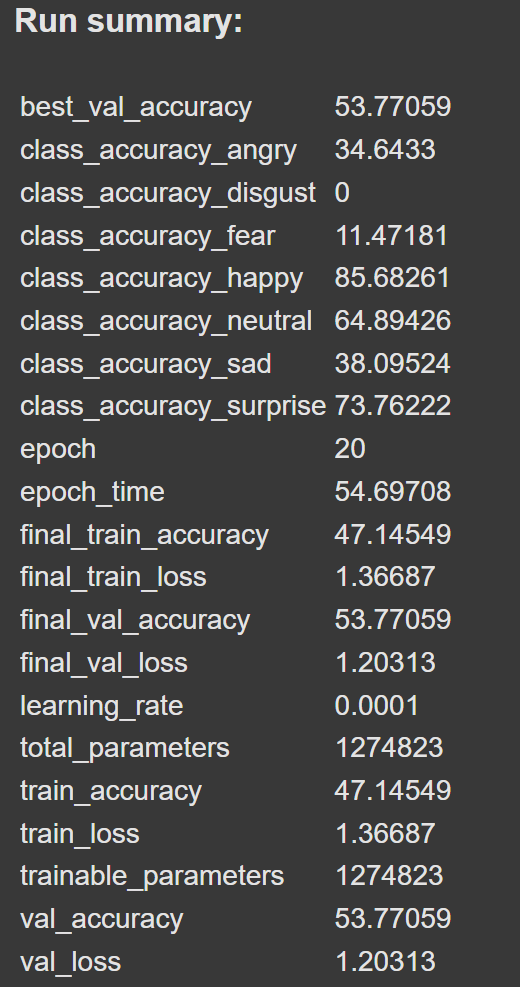 Run summary:
best_val_accuracy 53.77059
class_accuracy_angry 34.6433
class_accuracy_disgust 0
class_accuracy_fear 11.47181
class_accuracy_happy 85.68261
class_accuracy_neutral 64.89426
class_accuracy_sad 38.09524
class_accuracy_surprise 73.76222
epoch 20
epoch_time 54.69708
final_train_accuracy 47.14549
final_train_loss 1.36687
final_val_accuracy 53.77059
final_val_loss 1.20313
learning_rate 0.0001
total_parameters 1274823
train_accuracy 47.14549
train_loss 1.36687
trainable_parameters 1274823
val_accuracy 53.77059
val_loss 1.20313